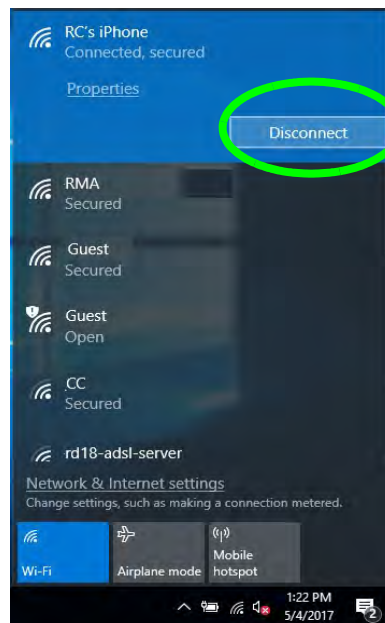 RC's iPhone
Connected, secured
Properties
Disconnect
RMA
Secured
Guest
Secured
Guest
Open
CC
Secured
rd18-adsl-server
Network & Internet settings
Change settings, such as making a connection metered.
Wi-Fi
Airplane mode
Mobile
hotspot
1:22 PM
5/4/2017
2